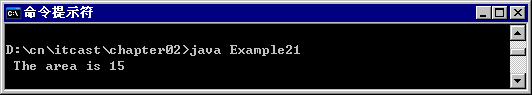 命令提示符
D:\cn\itcast\chapter02>java Example21
The area is 15